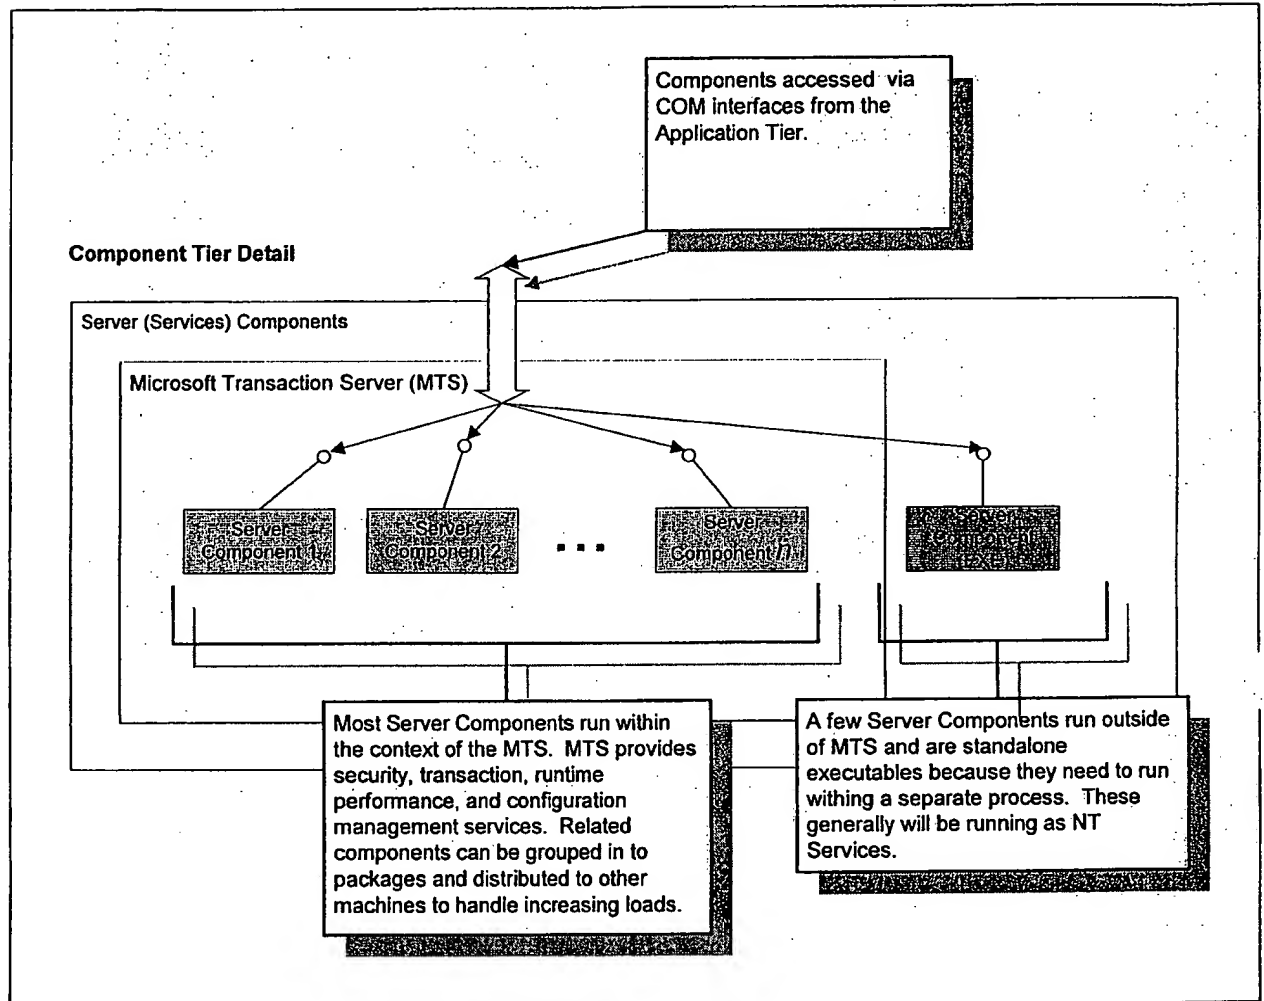 Components accessed via
COM interfaces from the
Application Tier.
Component Tier Detail
Server (Services) Components
Microsoft Transaction Server (MTS)
Server
Component 1
Server
Component 2
...
Server
Component n
Server
Component
(EXE)
Most Server Components run within
the context of the MTS. MTS provides
security, transaction, runtime
performance, and configuration
management services. Related
components can be grouped in to
packages and distributed to other
machines to handle increasing loads.
A few Server Components run outside
of MTS and are standalone
executables because they need to run
withing a separate process. These
generally will be running as NT
Services.